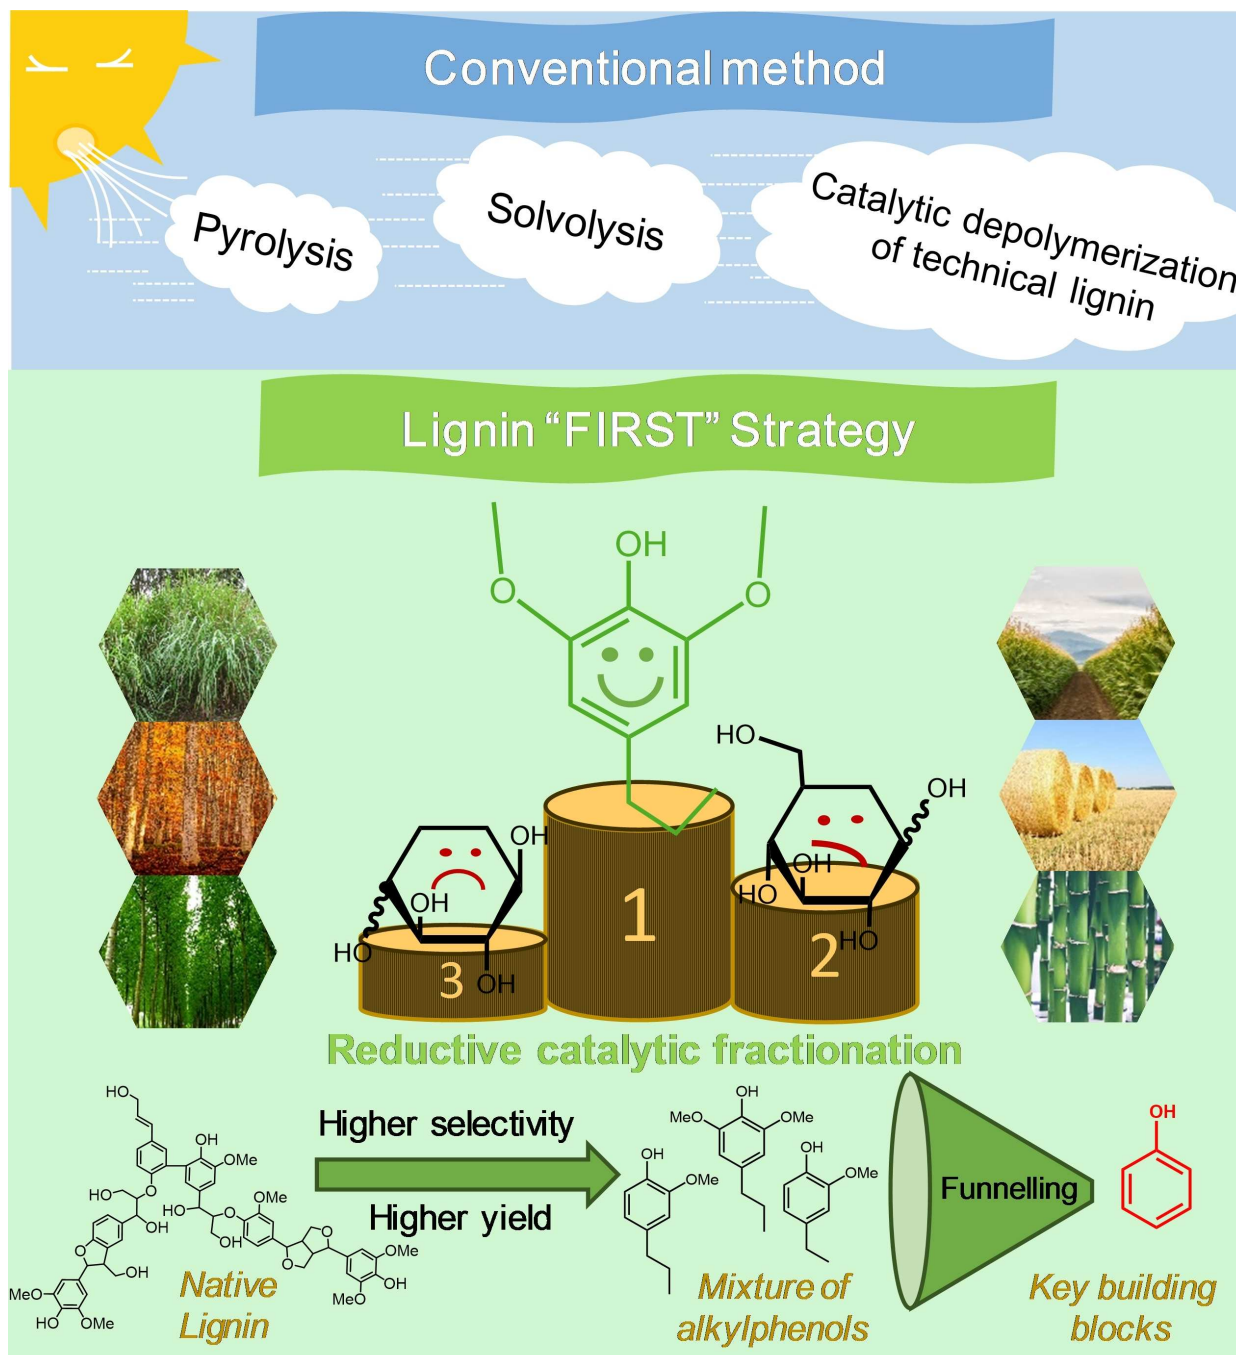 Conventional method
Pyrolysis
Solvolysis
Catalytic depolymerization
of technical lignin
Lignin “FIRST” Strategy
OH
O
O
HO
OH
OH
OH
HO
OH
HO
OH
HO
1
2
3
Reductive catalytic fractionation
HO
OH
OMe
O
HO
OH
HO
O
OMe
OH
O
O
O
OH
OMe
OH
OMe
MeO
HO
OMe
MeO
Native
Lignin
Higher selectivity
Higher yield
OH
MeO
OMe
OH
OMe
OH
OMe
Mixture of
alkylphenols
Funnelling
OH
Key building
blocks